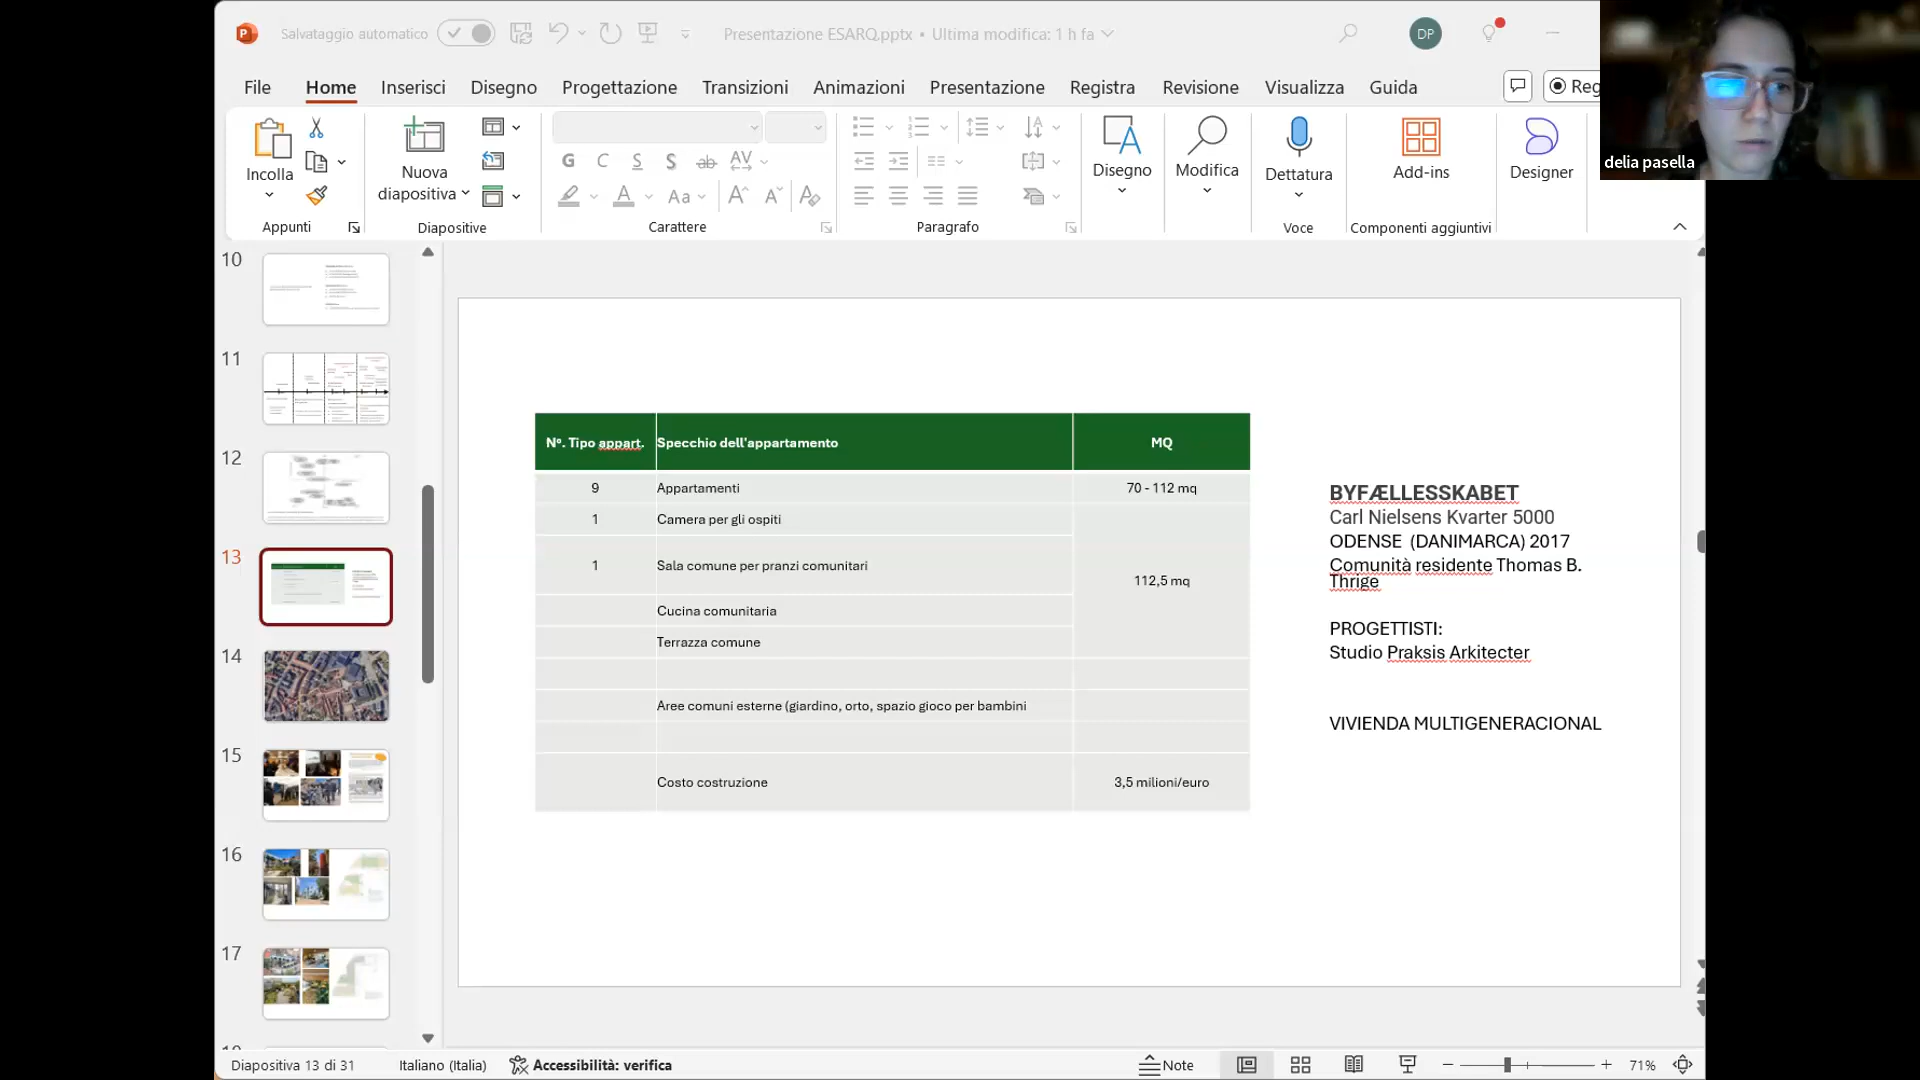 Salvataggio automatico
Presentazione ESARQ.pptx • Ultima modifica: 1 h fa
DP
File
Home
Inserisci
Disegno
Progettazione
Transizioni
Animazioni
Presentazione
Registra
Revisione
Visualizza
Guida
Reg
delia pasella
Incolla
Nuova
diapositiva
Disegno
Modifica
Dettatura
Add-ins
Designer
Appunti
Diapositive
Carattere
Paragrafo
Voce
Componenti aggiuntivi
10
11
12
13
14
15
16
17
N°. Tipo appart.
Specchio dell'appartamento
MQ
9
Appartamenti
70 - 112 mq
1
Camera per gli ospiti
1
Sala comune per pranzi comunitari
112,5 mq
Cucina comunitaria
Terrazza comune
Aree comuni esterne (giardino, orto, spazio gioco per bambini
Costo costruzione
3,5 milioni/euro
BYFÆLLESSKABET
Carl Nielsens Kvarter 5000
ODENSE (DANIMARCA) 2017
Comunità residente Thomas B.
Thrige
PROGETTISTI:
Studio Praksis Arkitecter
VIVIENDA MULTIGENERACIONAL
Diapositiva 13 di 31
Italiano (Italia)
Accessibilità: verifica
Note
71%